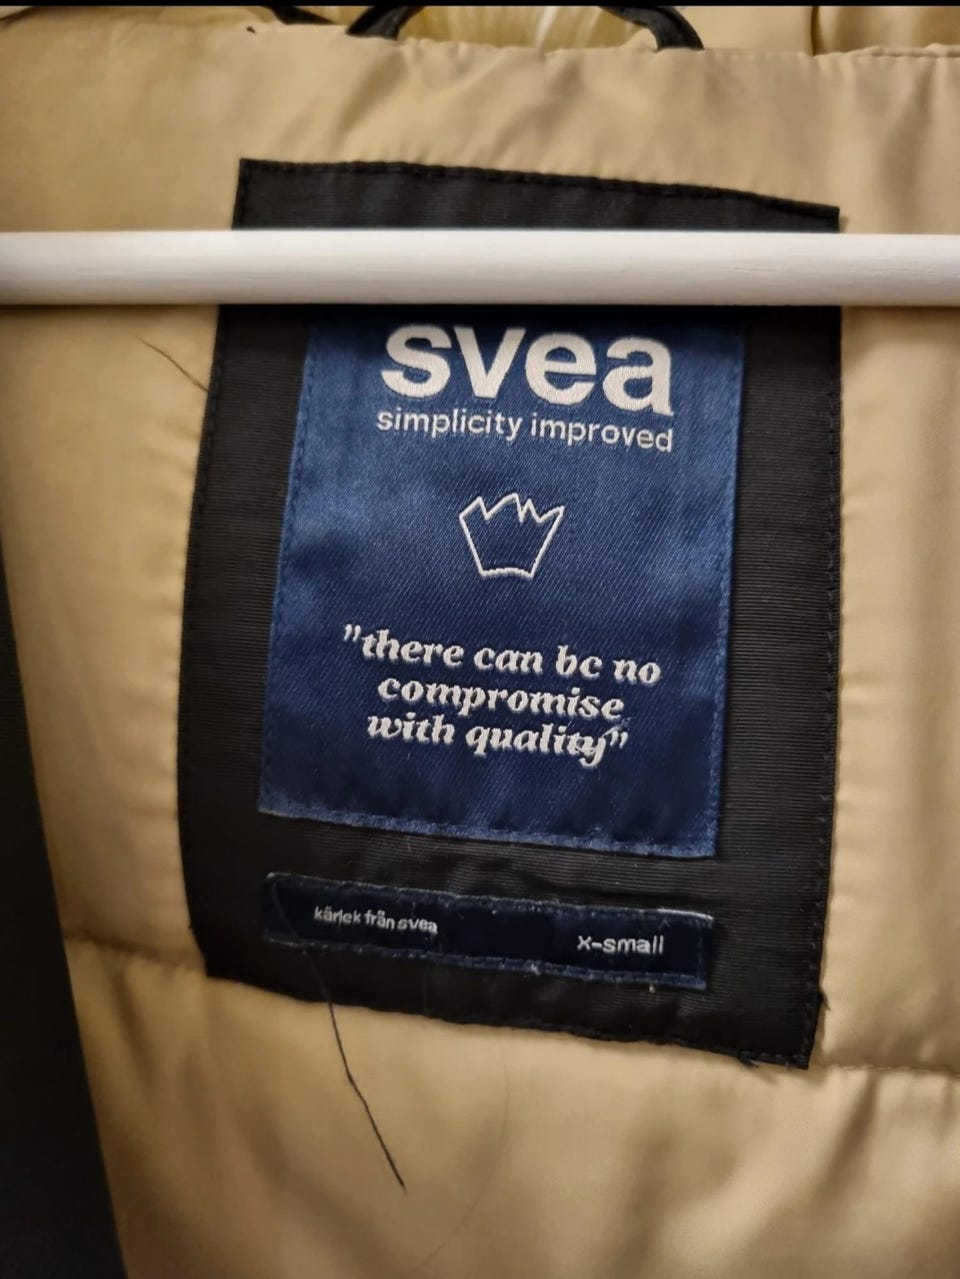 svea
simplicity improved
"there can be no
compromise
with quality"
kärlek från svea
x-small